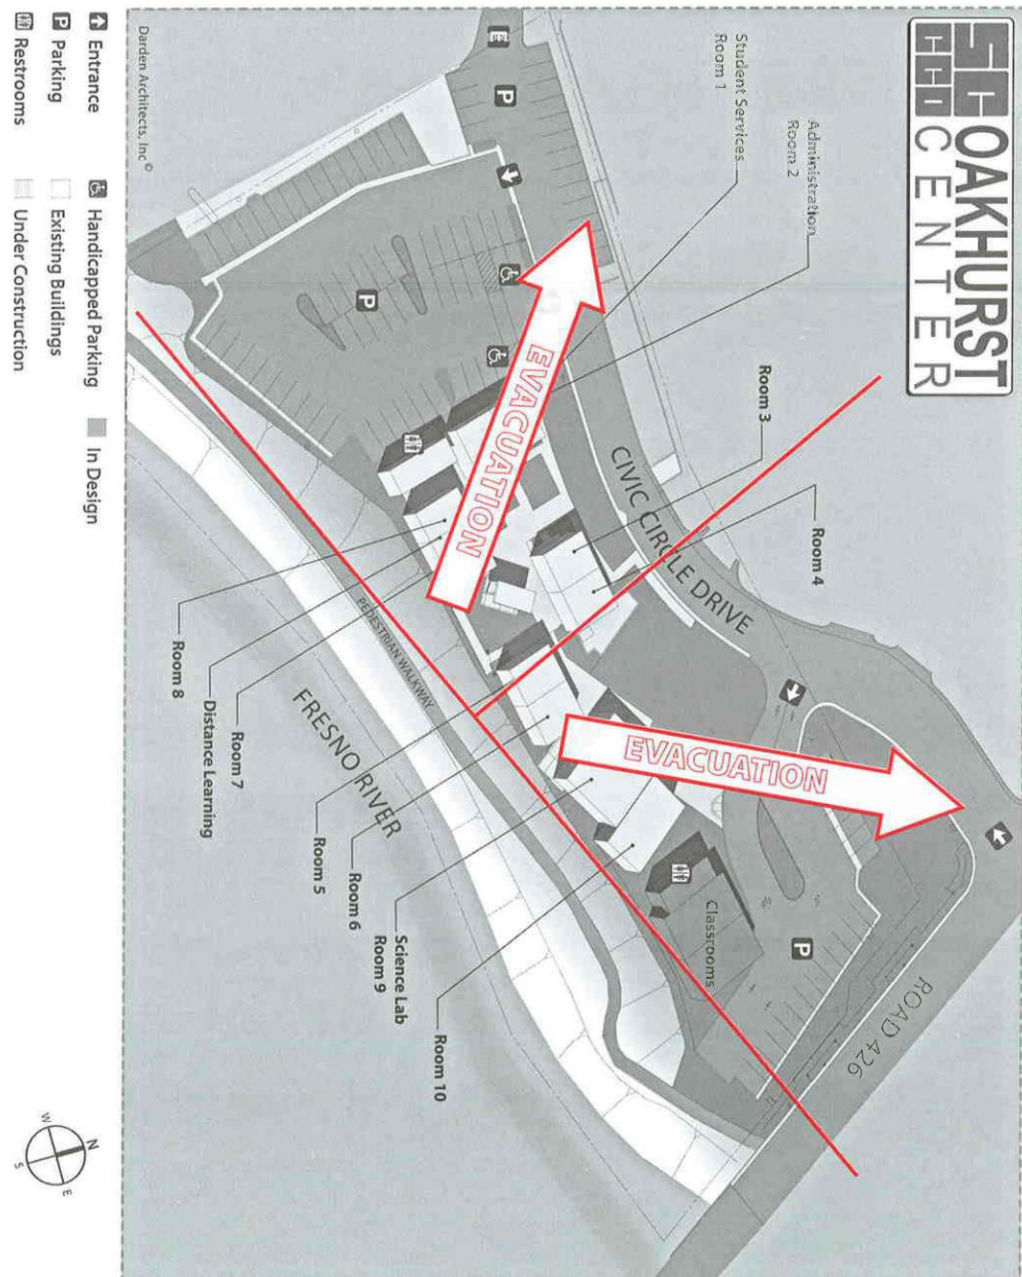 SC
CCD
OAKHURST
CENTER
Student Services
Room 1
Administration
Room 2
Room 3
Room 4
CIVIC CIRCLE DRIVE
EVACUATION
EVACUATION
P
P
P
Classrooms
ROAD 426
PEDESTRIAN WALKWAY
FRESNO RIVER
Room 8
Distance Learning
Room 7
Room 5
Room 6
Science Lab
Room 9
Room 10
Darden Architects, Inc ©
Entrance
Handicapped Parking
In Design
P Parking
Existing Buildings
Restrooms
Under Construction
N
W
E
S